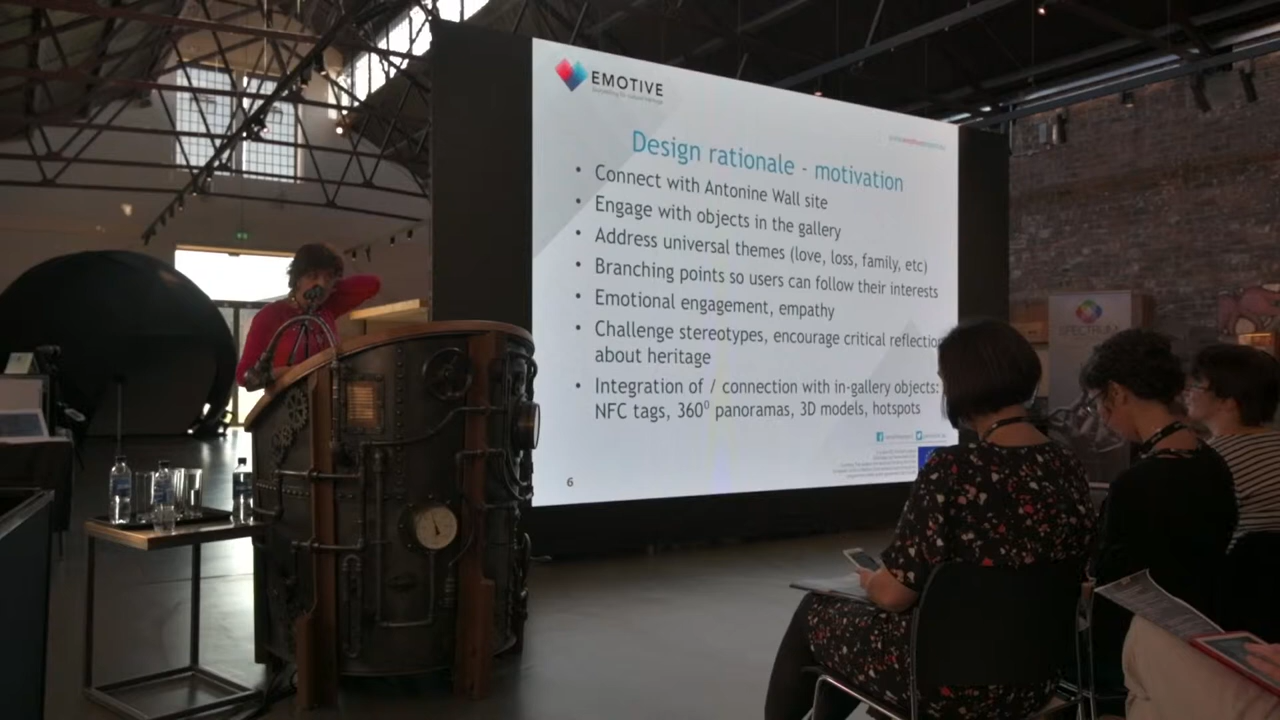 EMOTIVE
Design rationale - motivation
• Connect with Antonine Wall site
• Engage with objects in the gallery
• Address universal themes (love, loss, family, etc)
• Branching points so users can follow their interests
• Emotional engagement, empathy
• Challenge stereotypes, encourage critical reflection
about heritage
• Integration of / connection with in-gallery objects:
NFC tags, 360⁰ panoramas, 3D models, hotspots
6
SPECTRUM